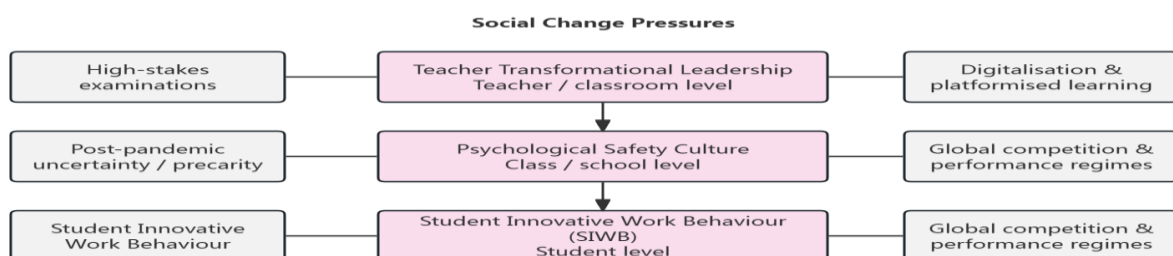 Social Change Pressures
High-stakes
examinations
Teacher Transformational Leadership
Teacher / classroom level
Digitalisation &
platformised learning
Post-pandemic
uncertainty / precarity
Psychological Safety Culture
Class / school level
Global competition &
performance regimes
Student Innovative
Work Behaviour
Student Innovative Work Behaviour
(SIWB)
Student level
Global competition &
performance regimes